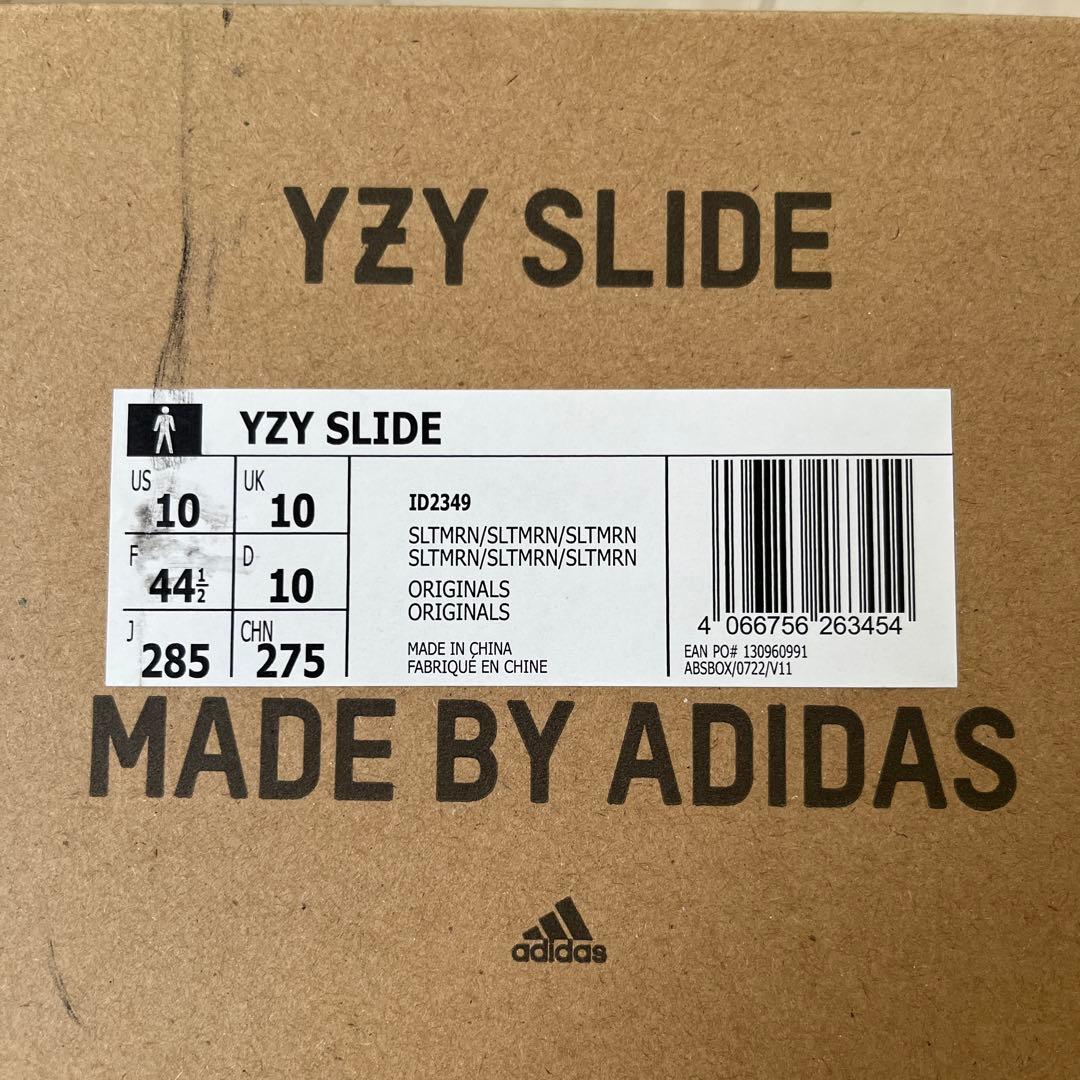 YZY SLIDE
YZY SLIDE
US 10 UK 10
F 44½ D 10
J 285 CHN 275
ID2349
SLTMRN/SLTMRN/SLTMRN
SLTMRN/SLTMRN/SLTMRN
ORIGINALS
ORIGINALS
MADE IN CHINA
FABRIQUÉ EN CHINE
4 066756 263454
EAN PO# 130960991
ABSBOX/0722/V11
MADE BY ADIDAS
adidas